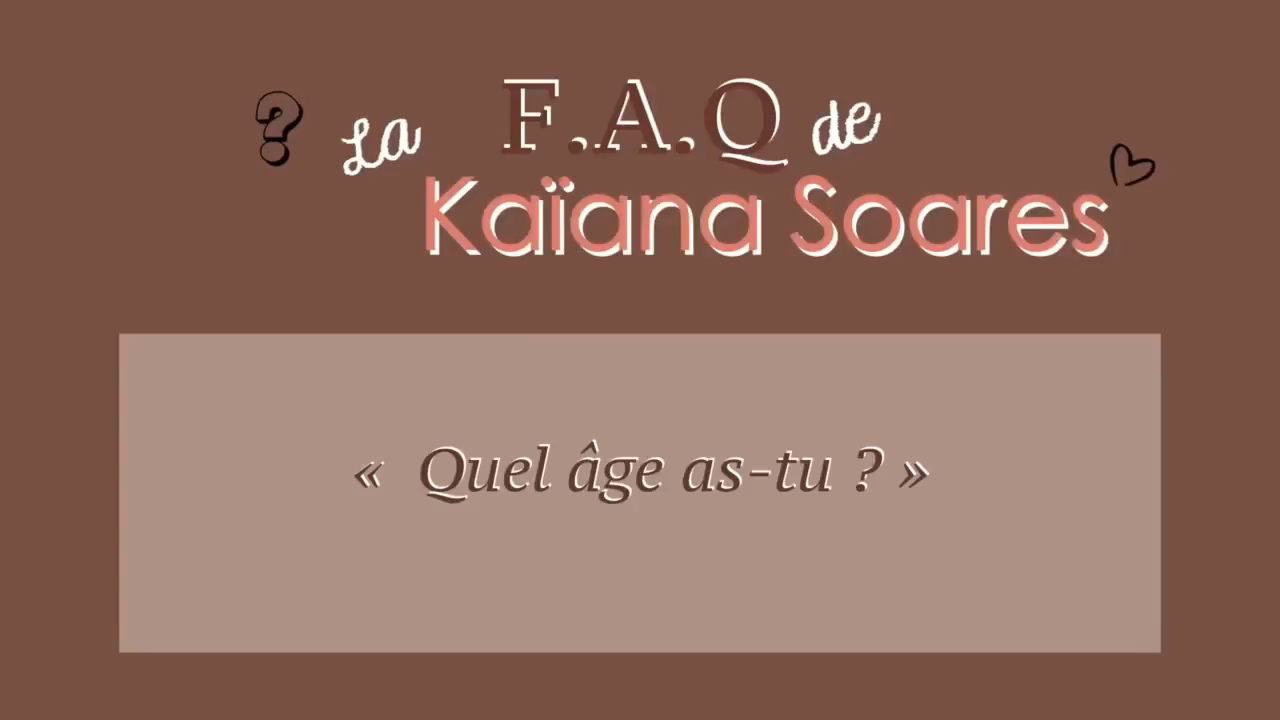 ? La F.A.Q de
Kaïana Soares
«  Quel âge as-tu ? »